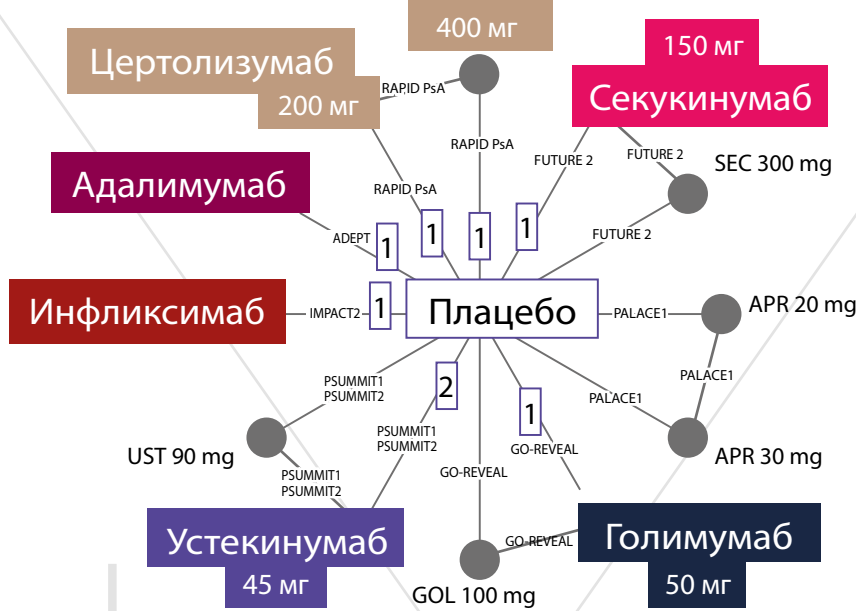 400 мг
150 мг
Цертолизумаб
200 мг
RAPID PsA
Секукинумаб
RAPID PsA
FUTURE 2
FUTURE 2
SEC 300 mg
Адалимумаб
RAPID PsA
ADEPT
1
1
1
1
FUTURE 2
Инфликсимаб
IMPACT2
1
Плацебо
PALACE1
APR 20 mg
PALACE1
PSUMMIT1
PSUMMIT2
2
1
PALACE1
UST 90 mg
PSUMMIT1
PSUMMIT2
GO-REVEAL
APR 30 mg
PSUMMIT1
PSUMMIT2
GO-REVEAL
Устекинумаб
GO-REVEAL
Голимумаб
45 мг
GOL 100 mg
50 мг